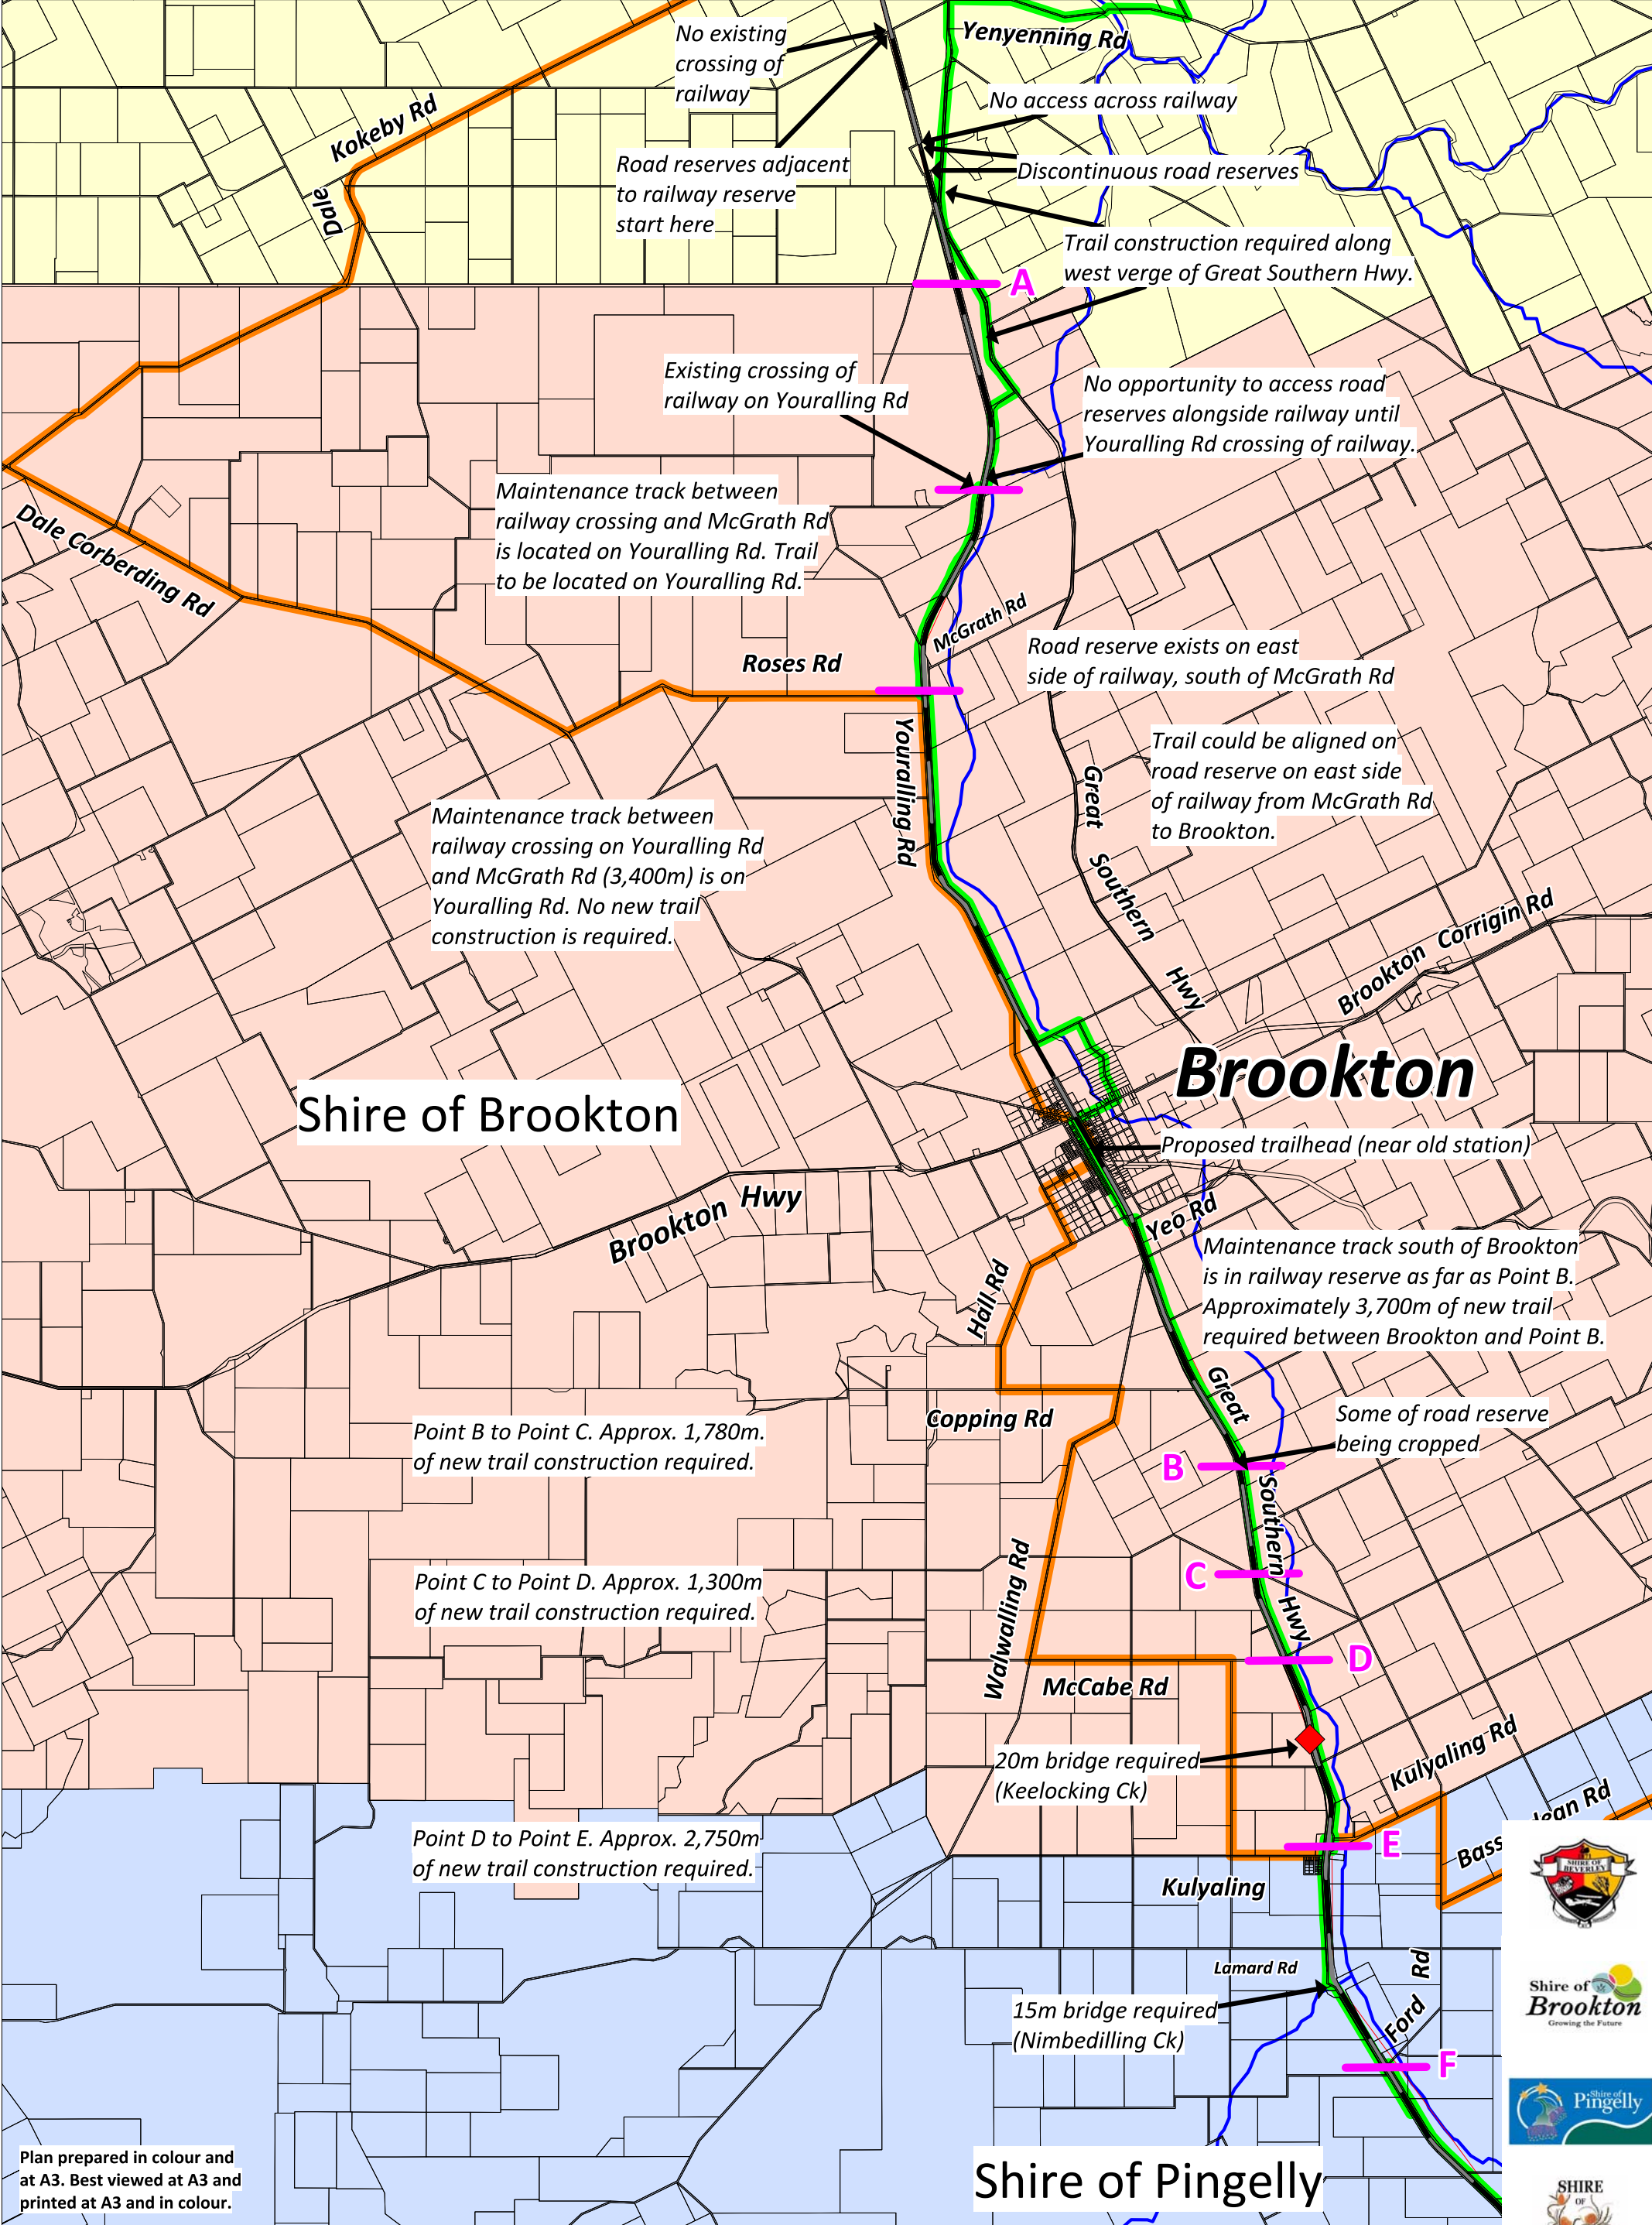 No existing
crossing of
railway
Yenyenning Rd
No access across railway
Kokeby Rd
Dale
Road reserves adjacent
to railway reserve
start here
Discontinuous road reserves
Trail construction required along
west verge of Great Southern Hwy.
A
Existing crossing of
railway on Youralling Rd
No opportunity to access road
reserves alongside railway until
Youralling Rd crossing of railway.
Maintenance track between
railway crossing and McGrath Rd
is located on Youralling Rd. Trail
to be located on Youralling Rd.
Dale Corberding Rd
McGrath Rd
Roses Rd
Road reserve exists on east
side of railway, south of McGrath Rd
Youralling Rd
Trail could be aligned on
road reserve on east side
of railway from McGrath Rd
to Brookton.
Great Southern Hwy
Maintenance track between
railway crossing on Youralling Rd
and McGrath Rd (3,400m) is on
Youralling Rd. No new trail
construction is required.
Brookton Corrigin Rd
Brookton
Shire of Brookton
Proposed trailhead (near old station)
Brookton Hwy
Yeo Rd
Hall Rd
Maintenance track south of Brookton
is in railway reserve as far as Point B.
Approximately 3,700m of new trail
required between Brookton and Point B.
Great Southern Hwy
Copping Rd
Some of road reserve
being cropped
Point B to Point C. Approx. 1,780m.
of new trail construction required.
B
C
Point C to Point D. Approx. 1,300m
of new trail construction required.
Walwalling Rd
D
McCabe Rd
20m bridge required
(Keelocking Ck)
Kulyaling Rd
Point D to Point E. Approx. 2,750m
of new trail construction required.
E
Kulyaling
SHIRE OF
BEVERLEY
Lamard Rd
15m bridge required
(Nimbedilling Ck)
Ford Rd
F
Shire of
Brookton
Growing the Future
Shire of
Pingelly
Plan prepared in colour and
at A3. Best viewed at A3 and
printed at A3 and in colour.
Shire of Pingelly
SHIRE
OF